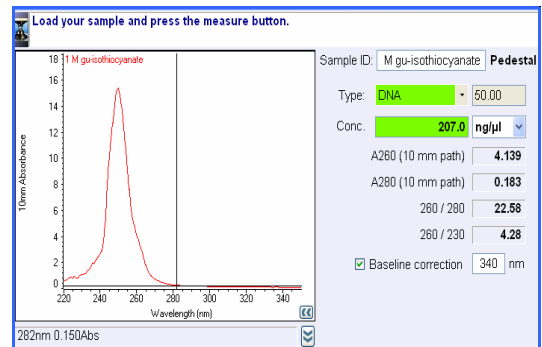 Load your sample and press the measure button.
1 M gu-isothiocyanate
18
16
14
12
10
8
6
4
2
0
10mm Absorbance
220 240 260 280 300 320 340
Wavelength (nm)
282nm 0.150Abs
Sample ID: M gu-isothiocyanate Pedestal
Type: DNA 50.00
Conc. 207.0 ng/µl
A260 (10 mm path) 4.139
A280 (10 mm path) 0.183
260 / 280 22.58
260 / 230 4.28
Baseline correction 340 nm